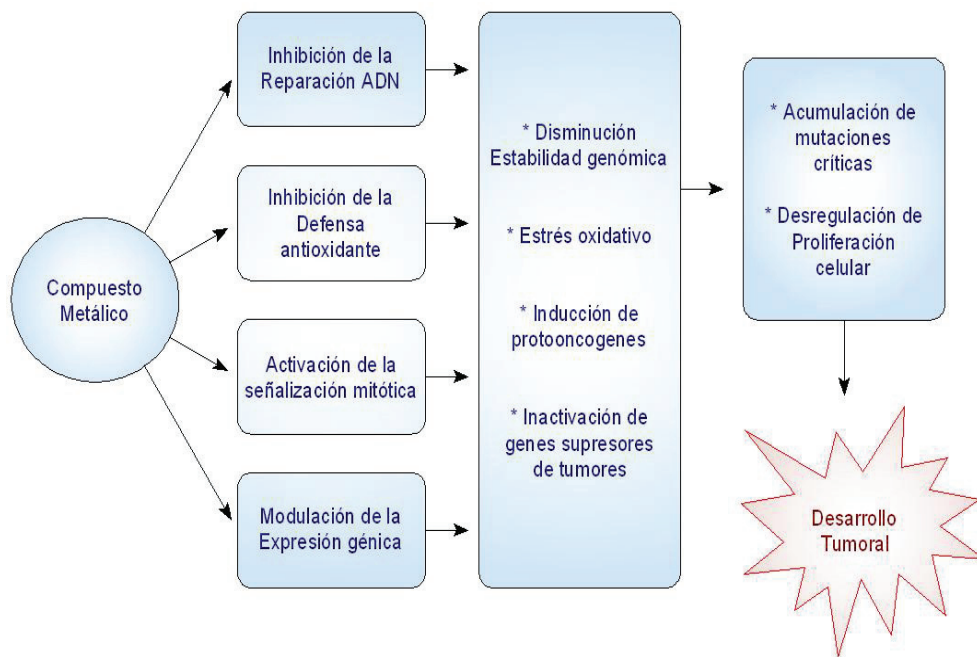 Compuesto
Metálico
Inhibición de la
Reparación ADN
Inhibición de la
Defensa
antioxidante
Activación de la
señalización mitótica
Modulación de la
Expresión génica
* Disminución
Estabilidad genómica
* Estrés oxidativo
* Inducción de
protooncogenes
* Inactivación de
genes supresores
de tumores
* Acumulación de
mutaciones
críticas
* Desregulación de
Proliferación
celular
Desarrollo
Tumoral